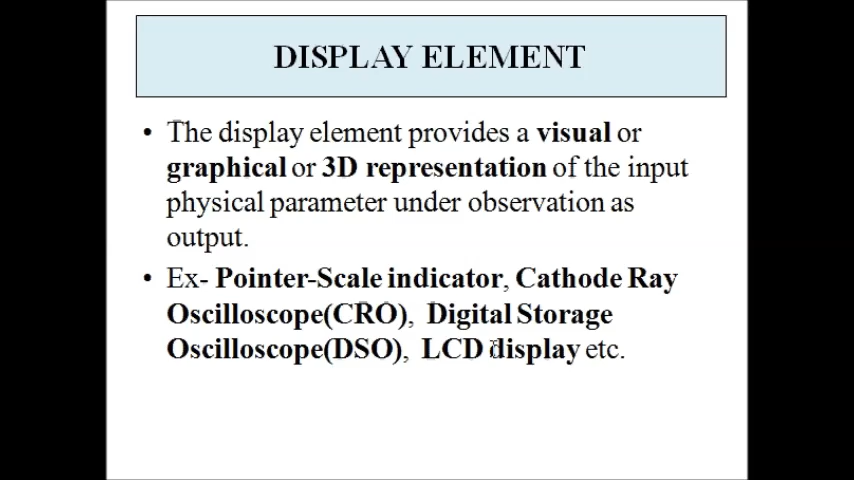 DISPLAY ELEMENT
• The display element provides a visual or
graphical or 3D representation of the input
physical parameter under observation as
output.
• Ex- Pointer-Scale indicator, Cathode Ray
Oscilloscope(CRO), Digital Storage
Oscilloscope(DSO), LCD display etc.